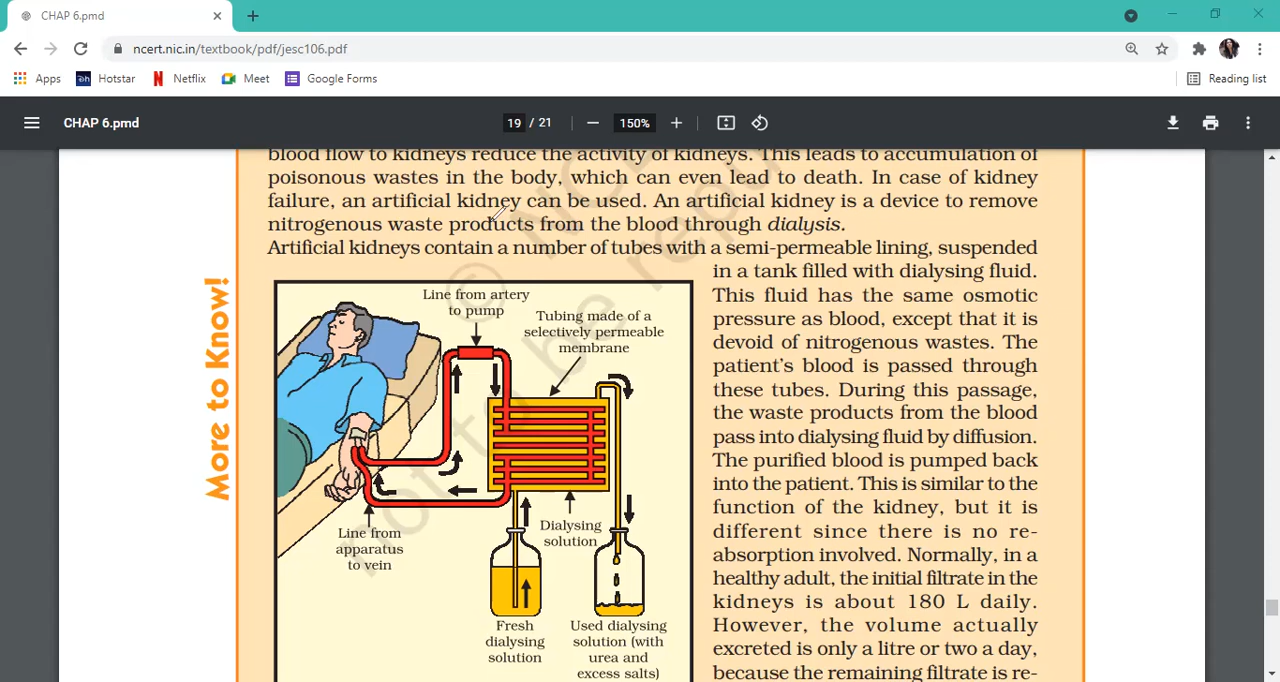 CHAP 6.pmd
ncert.nic.in/textbook/pdf/jesc106.pdf
Apps Hotstar Netflix Meet Google Forms Reading list
CHAP 6.pmd 19 / 21 150%
blood flow to kidneys reduce the activity of kidneys. This leads to accumulation of
poisonous wastes in the body, which can even lead to death. In case of kidney
failure, an artificial kidney can be used. An artificial kidney is a device to remove
nitrogenous waste products from the blood through dialysis.
Artificial kidneys contain a number of tubes with a semi-permeable lining, suspended
in a tank filled with dialysing fluid.
This fluid has the same osmotic
pressure as blood, except that it is
devoid of nitrogenous wastes. The
patient's blood is passed through
these tubes. During this passage,
the waste products from the blood
pass into dialysing fluid by diffusion.
The purified blood is pumped back
into the patient. This is similar to the
function of the kidney, but it is
different since there is no re-
absorption involved. Normally, in a
healthy adult, the initial filtrate in the
kidneys is about 180 L daily.
However, the volume actually
excreted is only a litre or two a day,
because the remaining filtrate is re-
More to Know!
Line from artery
to pump
Tubing made of a
selectively permeable
membrane
Line from
apparatus
to vein
Dialysing
solution
Fresh
dialysing
solution
Used dialysing
solution (with
urea and
excess salts)
© NCE
not to be repu